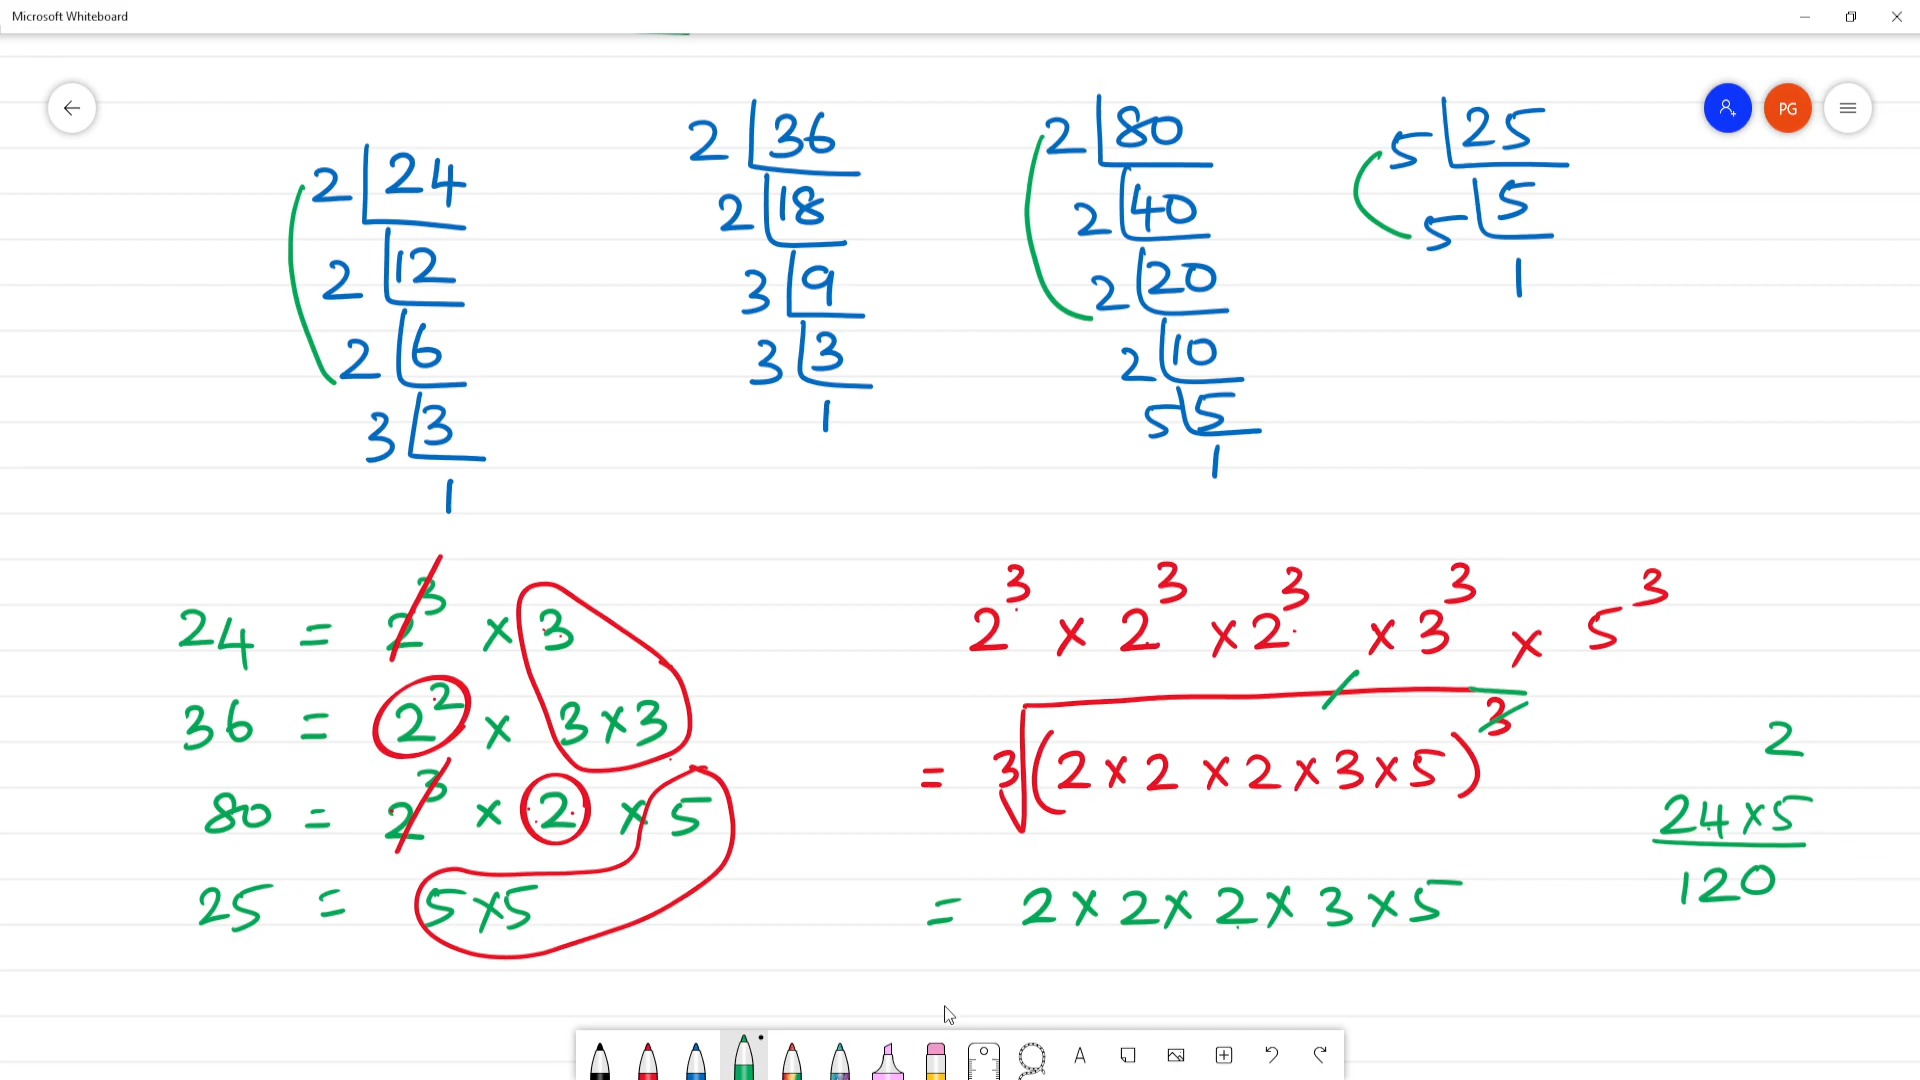 Microsoft Whiteboard
PG
2 | 24
2 | 12
2 | 6
3 | 3
1
2 | 36
2 | 18
3 | 9
3 | 3
1
2 | 80
2 | 40
2 | 20
2 | 10
5 | 5
1
5 | 25
5 | 5
1
24 = 2³ × 3
36 = 2² × 3 × 3
80 = 2³ × 2 × 5
25 = 5 × 5
2³ × 2³ × 2³ × 3³ × 5³
= ³√(2 × 2 × 2 × 3 × 5)³
= 2 × 2 × 2 × 3 × 5
2
24 × 5
120
A